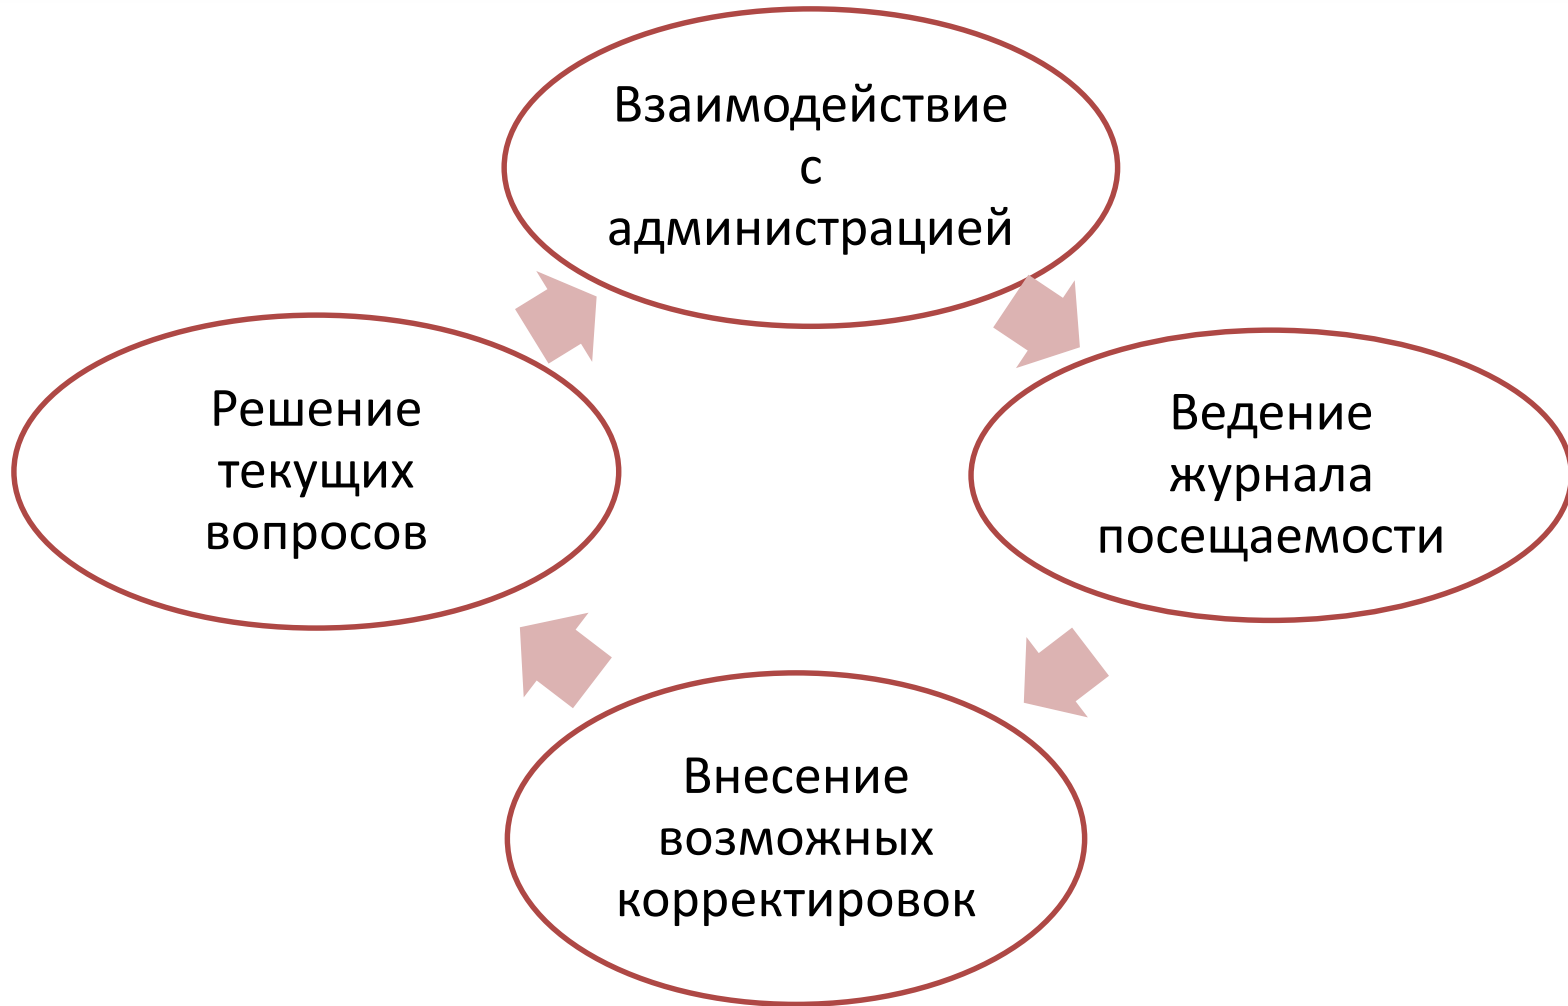 Взаимодействие
с
администрацией
Ведение
журнала
посещаемости
Внесение
возможных
корректировок
Решение
текущих
вопросов